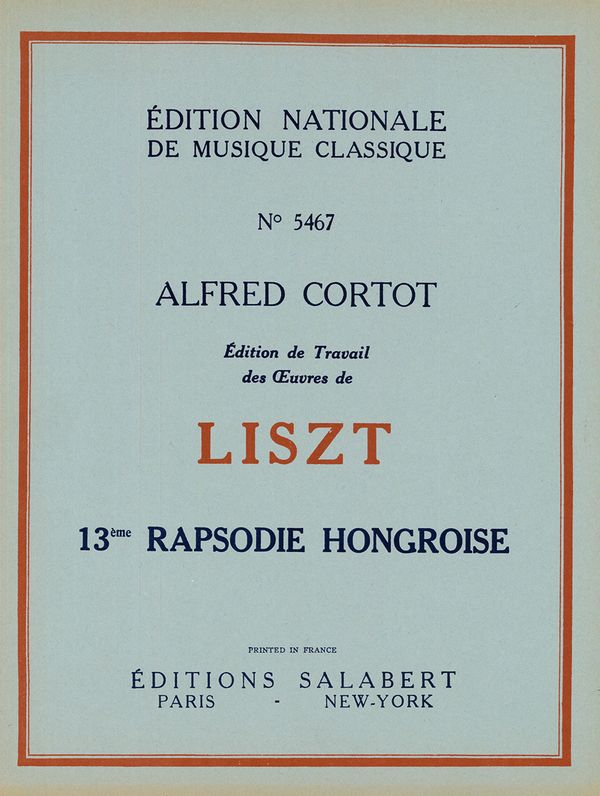 ÉDITION NATIONALE
DE MUSIQUE CLASSIQUE
Nº 5467
ALFRED CORTOT
Édition de Travail
des Œuvres de
LISZT
13ème RAPSODIE HONGROISE
PRINTED IN FRANCE
ÉDITIONS SALABERT
PARIS - NEW-YORK